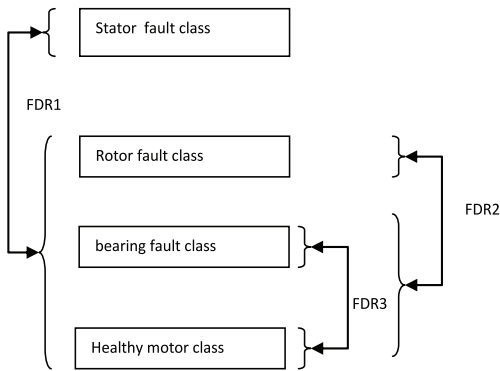 Stator fault class
FDR1
Rotor fault class
FDR2
bearing fault class
FDR3
Healthy motor class